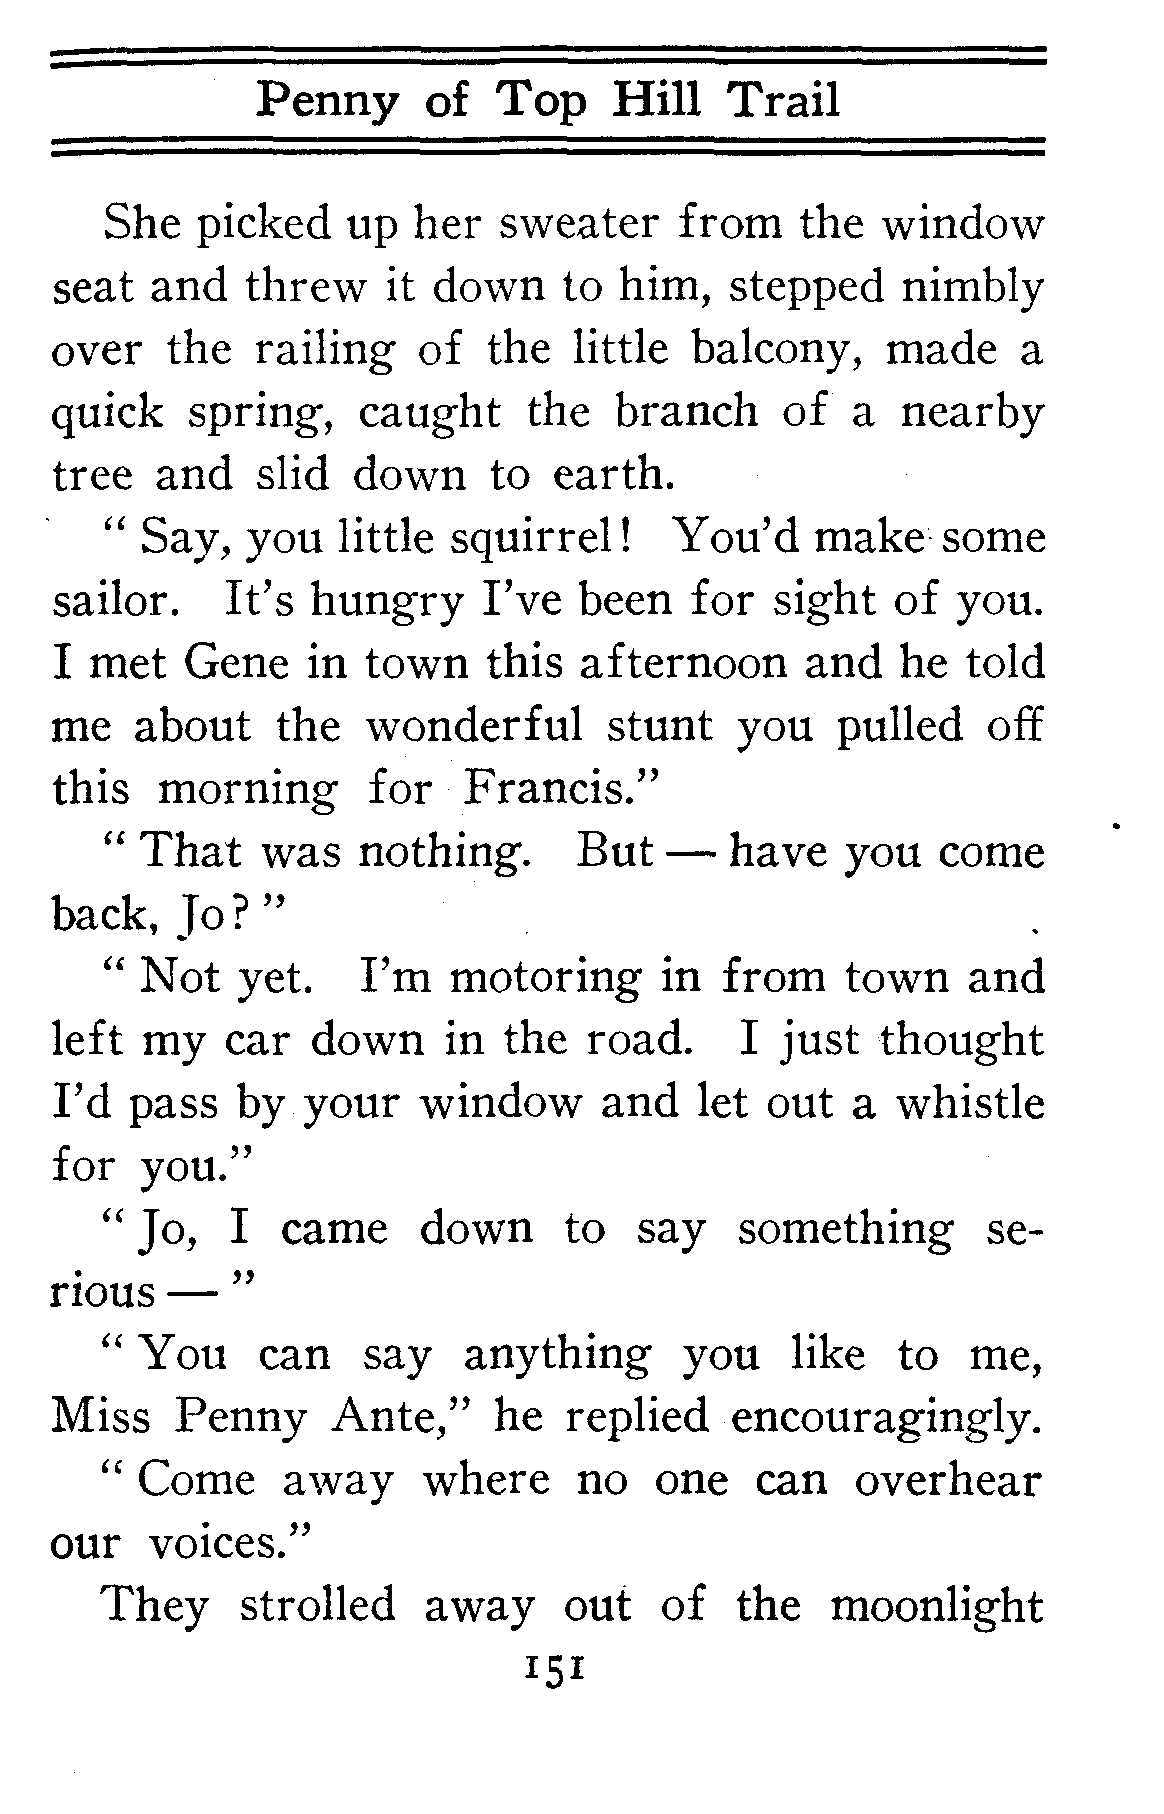 Penny of Top Hill Trail
She picked up her sweater from the window
seat and threw it down to him, stepped nimbly
over the railing of the little balcony, made a
quick spring, caught the branch of a nearby
tree and slid down to earth.
“ Say, you little squirrel! You’d make some
sailor. It’s hungry I’ve been for sight of you.
I met Gene in town this afternoon and he told
me about the wonderful stunt you pulled off
this morning for Francis.”
“ That was nothing. But — have you come
back, Jo? ”
“ Not yet. I’m motoring in from town and
left my car down in the road. I just thought
I’d pass by your window and let out a whistle
for you.”
“ Jo, I came down to say something se-
rious — ”
“ You can say anything you like to me,
Miss Penny Ante,” he replied encouragingly.
“ Come away where no one can overhear
our voices.”
They strolled away out of the moonlight
151